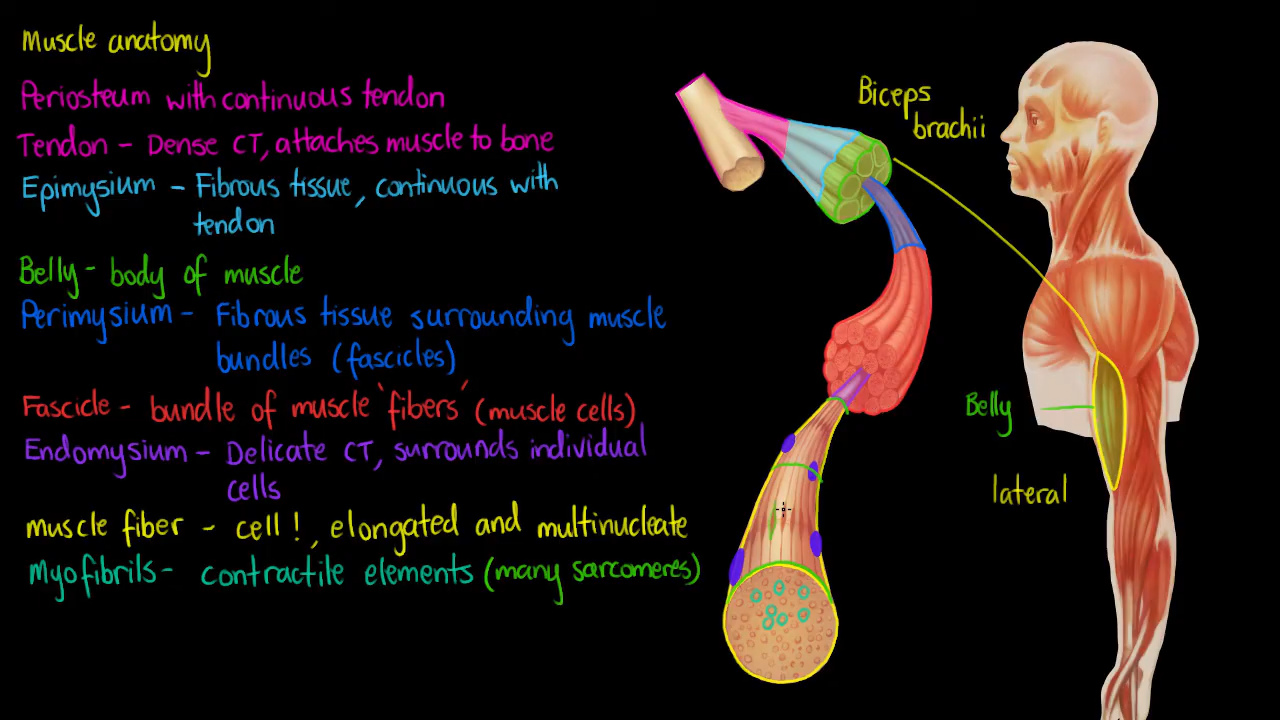 Muscle anatomy
Periosteum with continuous tendon
Tendon - Dense CT, attaches muscle to bone
Epimysium - Fibrous tissue, continuous with
tendon
Belly - body of muscle
Perimysium - Fibrous tissue surrounding muscle
bundles (fascicles)
Fascicle - bundle of muscle 'fibers' (muscle cells)
Endomysium - Delicate CT, surrounds individual
cells
muscle fiber - cell!, elongated and multinucleate
Myofibrils - contractile elements (many sarcomeres)
Biceps
brachii
Belly
lateral